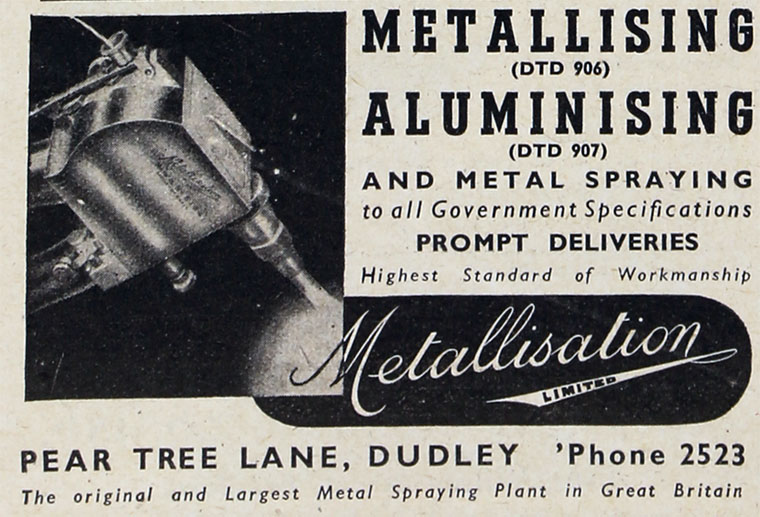 METALLISING
(DTD 906)
ALUMINISING
(DTD 907)
AND METAL SPRAYING
to all Government Specifications
PROMPT DELIVERIES
Highest Standard of Workmanship
Metallisation
LIMITED
PEAR TREE LANE, DUDLEY 'Phone 2523
The original and Largest Metal Spraying Plant in Great Britain